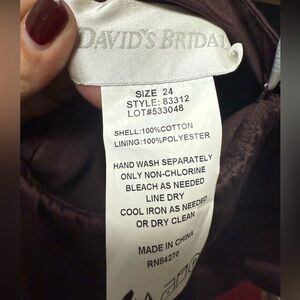 DAVID'S BRIDAL
SIZE 24
STYLE: 83312
LOT#533048
SHELL:100%COTTON
LINING:100%POLYESTER
HAND WASH SEPARATELY
ONLY NON-CHLORINE
BLEACH AS NEEDED
LINE DRY
COOL IRON AS NEEDED
OR DRY CLEAN
MADE IN CHINA
RN84270